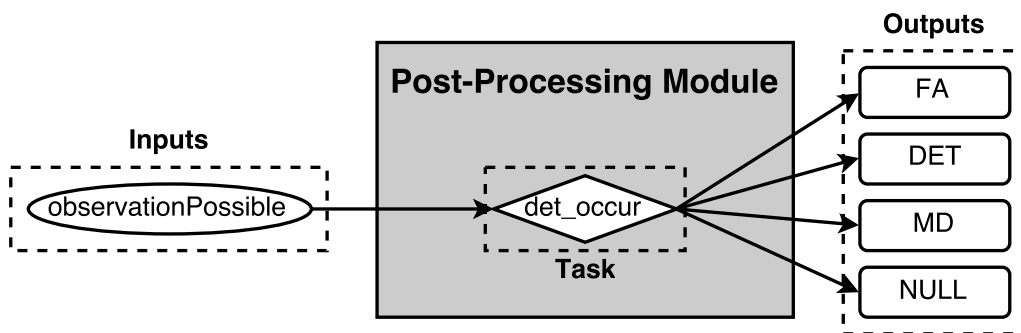 Outputs
Post-Processing Module
FA
Inputs
DET
observationPossible
det_occur
MD
Task
NULL